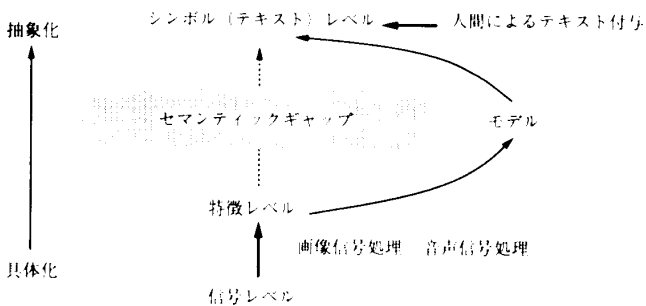 シンボル（テキスト）レベル
人間によるテキスト付与
抽象化
セマンティックギャップ
モデル
特徴レベル
画像信号処理　音声信号処理
具体化
信号レベル